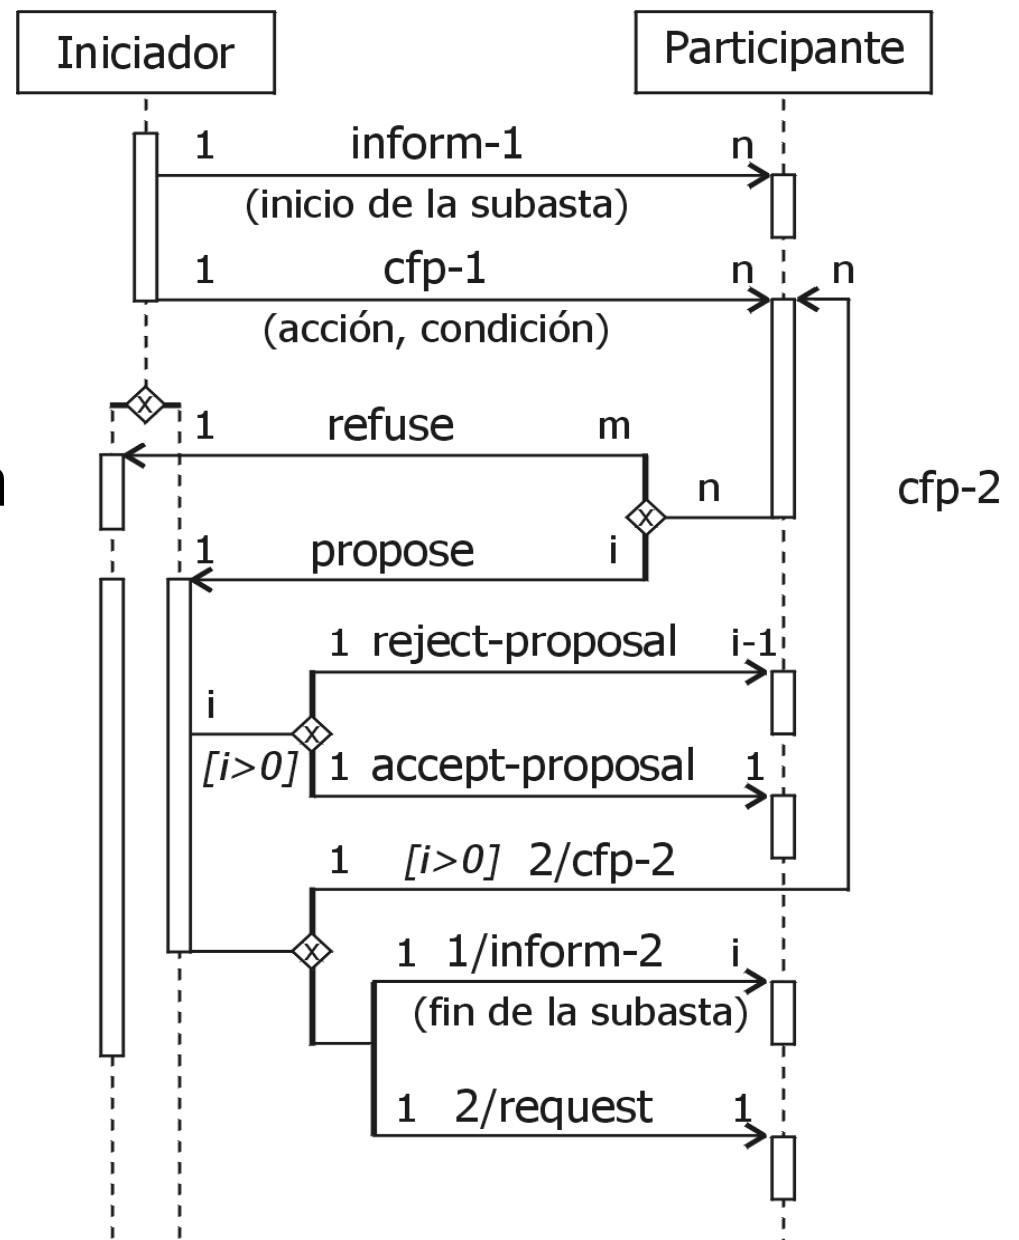 Iniciador
Participante
1 inform-1 n
(inicio de la subasta)
1 cfp-1 n n
(acción, condición)
x
1 refuse m
n
cfp-2
x
1 propose i
1 reject-proposal i-1
i
x
[i>0]
1 accept-proposal 1
1 [i>0] 2/cfp-2
x
1 1/inform-2 i
(fin de la subasta)
1 2/request 1